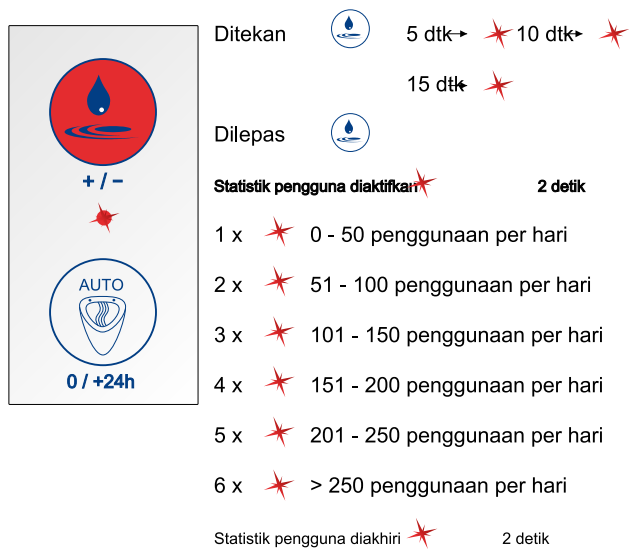 Ditekan 5 dtk 10 dtk
15 dtk
Dilepas
+ / −
Statistik pengguna diaktifkan 2 detik
1 x 0 - 50 penggunaan per hari
AUTO
2 x 51 - 100 penggunaan per hari
3 x 101 - 150 penggunaan per hari
0 / +24h
4 x 151 - 200 penggunaan per hari
5 x 201 - 250 penggunaan per hari
6 x > 250 penggunaan per hari
Statistik pengguna diakhiri 2 detik